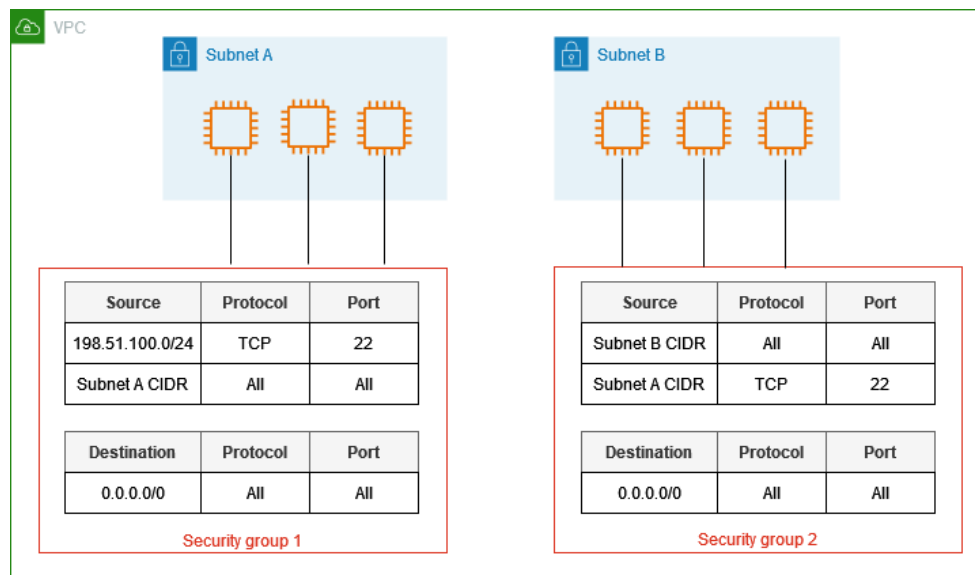 VPC
Subnet A
Subnet B
Source Protocol Port
198.51.100.0/24 TCP 22
Subnet A CIDR All All
Destination Protocol Port
0.0.0.0/0 All All
Security group 1
Source Protocol Port
Subnet B CIDR All All
Subnet A CIDR TCP 22
Destination Protocol Port
0.0.0.0/0 All All
Security group 2